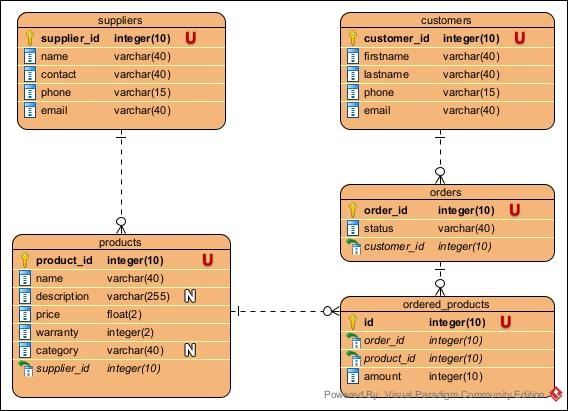 suppliers
supplier_id integer(10) U
name varchar(40)
contact varchar(40)
phone varchar(15)
email varchar(40)
customers
customer_id integer(10) U
firstname varchar(40)
lastname varchar(40)
phone varchar(15)
email varchar(40)
orders
order_id integer(10) U
status varchar(40)
customer_id integer(10)
products
product_id integer(10) U
name varchar(40)
description varchar(255) N
price float(2)
warranty integer(2)
category varchar(40) N
supplier_id integer(10)
ordered_products
id integer(10) U
order_id integer(10)
product_id integer(10)
amount integer(10)
Powered By Visual Paradigm Community Edition